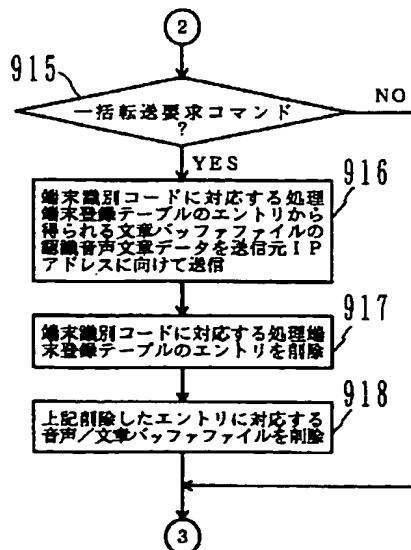 2
915
一括転送要求コマンド
?
NO
YES
916
端末識別コードに対応する処理
端末登録テーブルのエントリから
得られる文章バッファファイルの
認識音声文章データを送信元IP
アドレスに向けて送信
917
端末識別コードに対応する処理端
末登録テーブルのエントリを削除
918
上記削除したエントリに対応する
音声/文章バッファファイルを削除
3